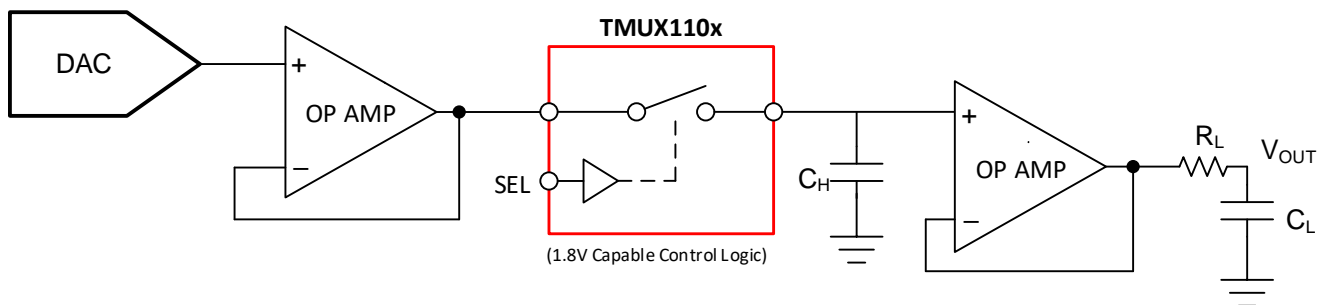 TMUX110x
DAC
+
OP AMP
−
SEL
(1.8V Capable Control Logic)
C_H
+
OP AMP
−
R_L
V_OUT
C_L